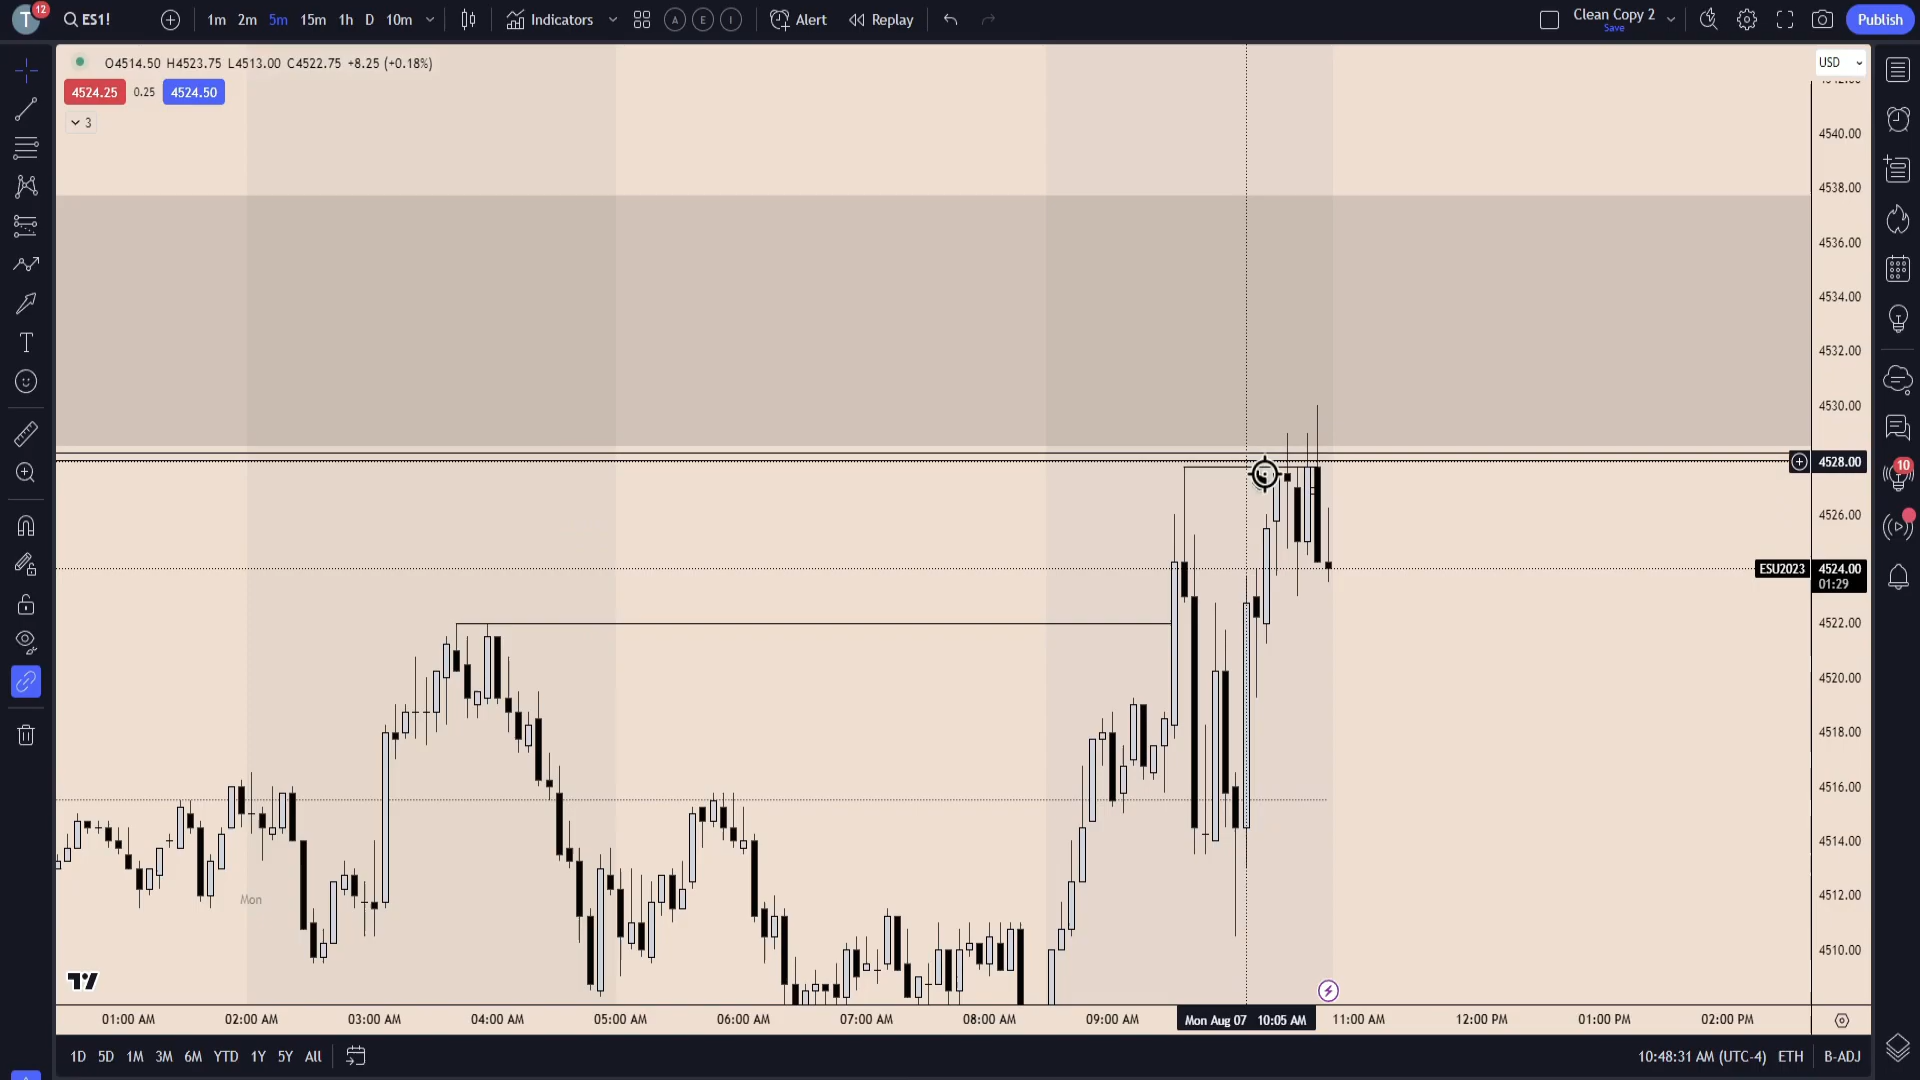 T 12 ES1! 1m 2m 5m 15m 1h D 10m Indicators A E I Alert Replay Clean Copy 2 Publish
Save
O4514.50 H4523.75 L4513.00 C4522.75 +8.25 (+0.18%) USD
4524.25 0.25 4524.50
3
4540.00
4538.00
4536.00
4534.00
4532.00
4530.00
4528.00
10
4526.00
ESU2023 4524.00
01:29
4522.00
4520.00
4518.00
4516.00
4514.00
4512.00
Mon
4510.00
01:00 AM 02:00 AM 03:00 AM 04:00 AM 05:00 AM 06:00 AM 07:00 AM 08:00 AM 09:00 AM Mon Aug 07 10:05 AM 11:00 AM 12:00 PM 01:00 PM 02:00 PM
1D 5D 1M 3M 6M YTD 1Y 5Y All 10:48:31 AM (UTC-4) ETH B-ADJ